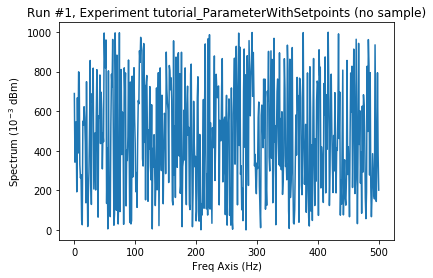 Run #1, Experiment tutorial_ParameterWithSetpoints (no sample)
1000
800
600
400
200
0
Spectrum (10⁻³ dBm)
0 100 200 300 400 500
Freq Axis (Hz)